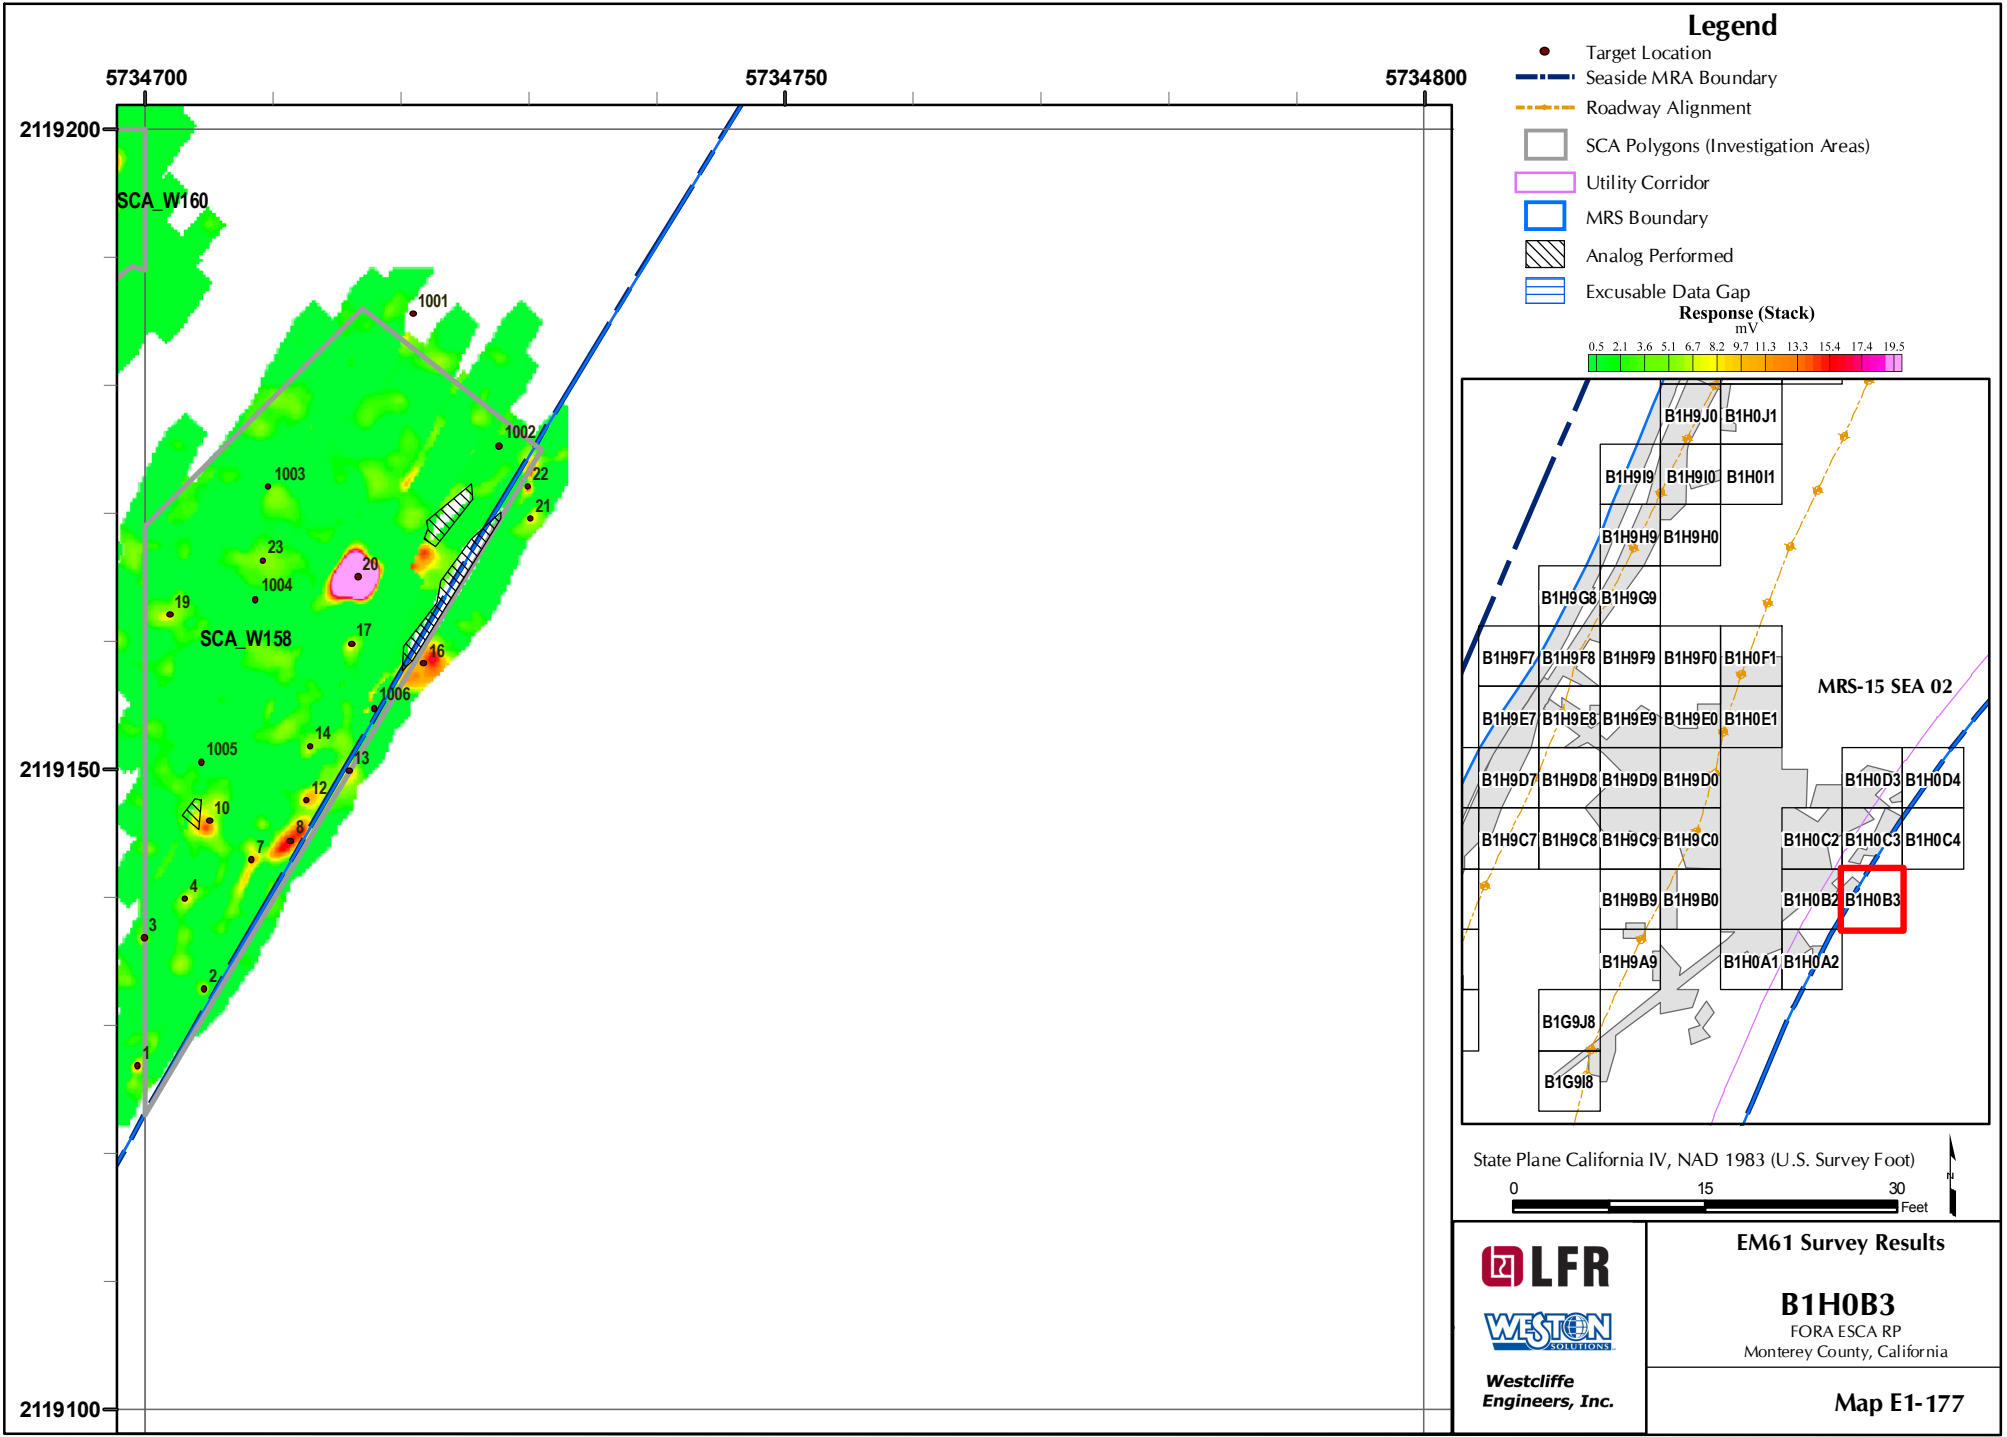 Legend
Target Location
Seaside MRA Boundary
Roadway Alignment
SCA Polygons (Investigation Areas)
Utility Corridor
MRS Boundary
Analog Performed
Excusable Data Gap
Response (Stack)
mV
0.5 2.1 3.6 5.1 6.7 8.2 9.7 11.3 13.3 15.4 17.4 19.5
5734700 5734750 5734800
2119200
SCA_W160
1001
1002
1003
22
21
23
20
1004
19
SCA_W158
17
16
1006
14
1005
13
2119150
12
10
8
7
4
3
2
1
2119100
B1H9J0 B1H0J1
B1H9I9 B1H9I0 B1H0I1
B1H9H9 B1H9H0
B1H9G8 B1H9G9
B1H9F7 B1H9F8 B1H9F9 B1H9F0 B1H0F1
MRS-15 SEA 02
B1H9E7 B1H9E8 B1H9E9 B1H9E0 B1H0E1
B1H9D7 B1H9D8 B1H9D9 B1H9D0 B1H0D3 B1H0D4
B1H9C7 B1H9C8 B1H9C9 B1H9C0 B1H0C2 B1H0C3 B1H0C4
B1H9B9 B1H9B0 B1H0B2 B1H0B3
B1H9A9 B1H0A1 B1H0A2
B1G9J8
B1G9I8
State Plane California IV, NAD 1983 (U.S. Survey Foot)
N
0 15 30
Feet
LFR
WESTON
SOLUTIONS
Westcliffe
Engineers, Inc.
EM61 Survey Results
B1H0B3
FORA ESCA RP
Monterey County, California
Map E1-177